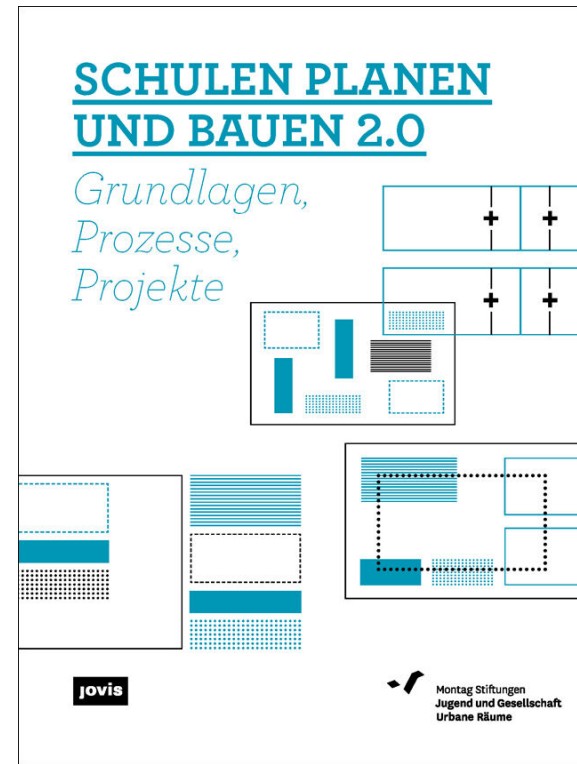 SCHULEN PLANEN
UND BAUEN 2.0
Grundlagen,
Prozesse,
Projekte
jovis
Montag Stiftungen
Jugend und Gesellschaft
Urbane Räume